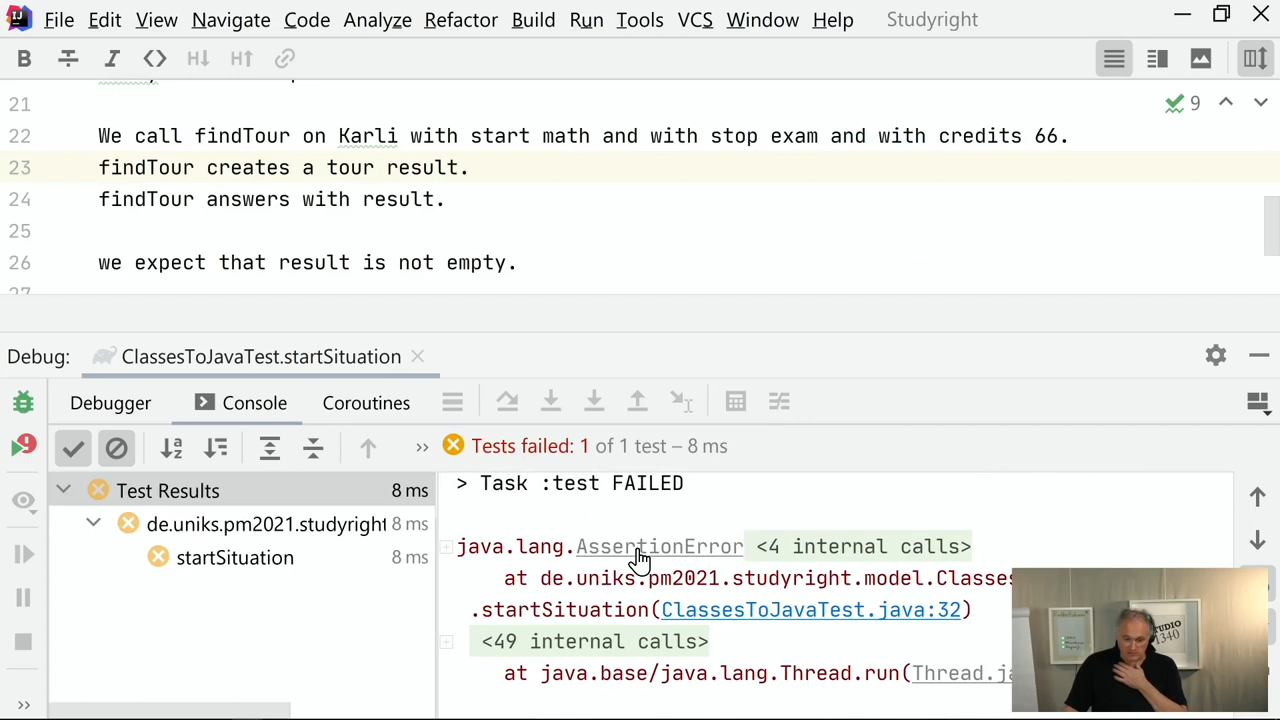 File Edit View Navigate Code Analyze Refactor Build Run Tools VCS Window Help Studyright
B I H↓ H↑
21 9
22 We call findTour on Karli with start math and with stop exam and with credits 66.
23 findTour creates a tour result.
24 findTour answers with result.
25
26 we expect that result is not empty.
27
Debug: ClassesToJavaTest.startSituation
Debugger Console Coroutines
9 Tests failed: 1 of 1 test – 8 ms
Test Results 8 ms
de.uniks.pm2021.studyright 8 ms
startSituation 8 ms
> Task :test FAILED
java.lang.AssertionError <4 internal calls>
at de.uniks.pm2021.studyright.model.Classes
.startSituation(ClassesToJavaTest.java:32)
<49 internal calls>
at java.base/java.lang.Thread.run(Thread.ja
STUDIO
1340